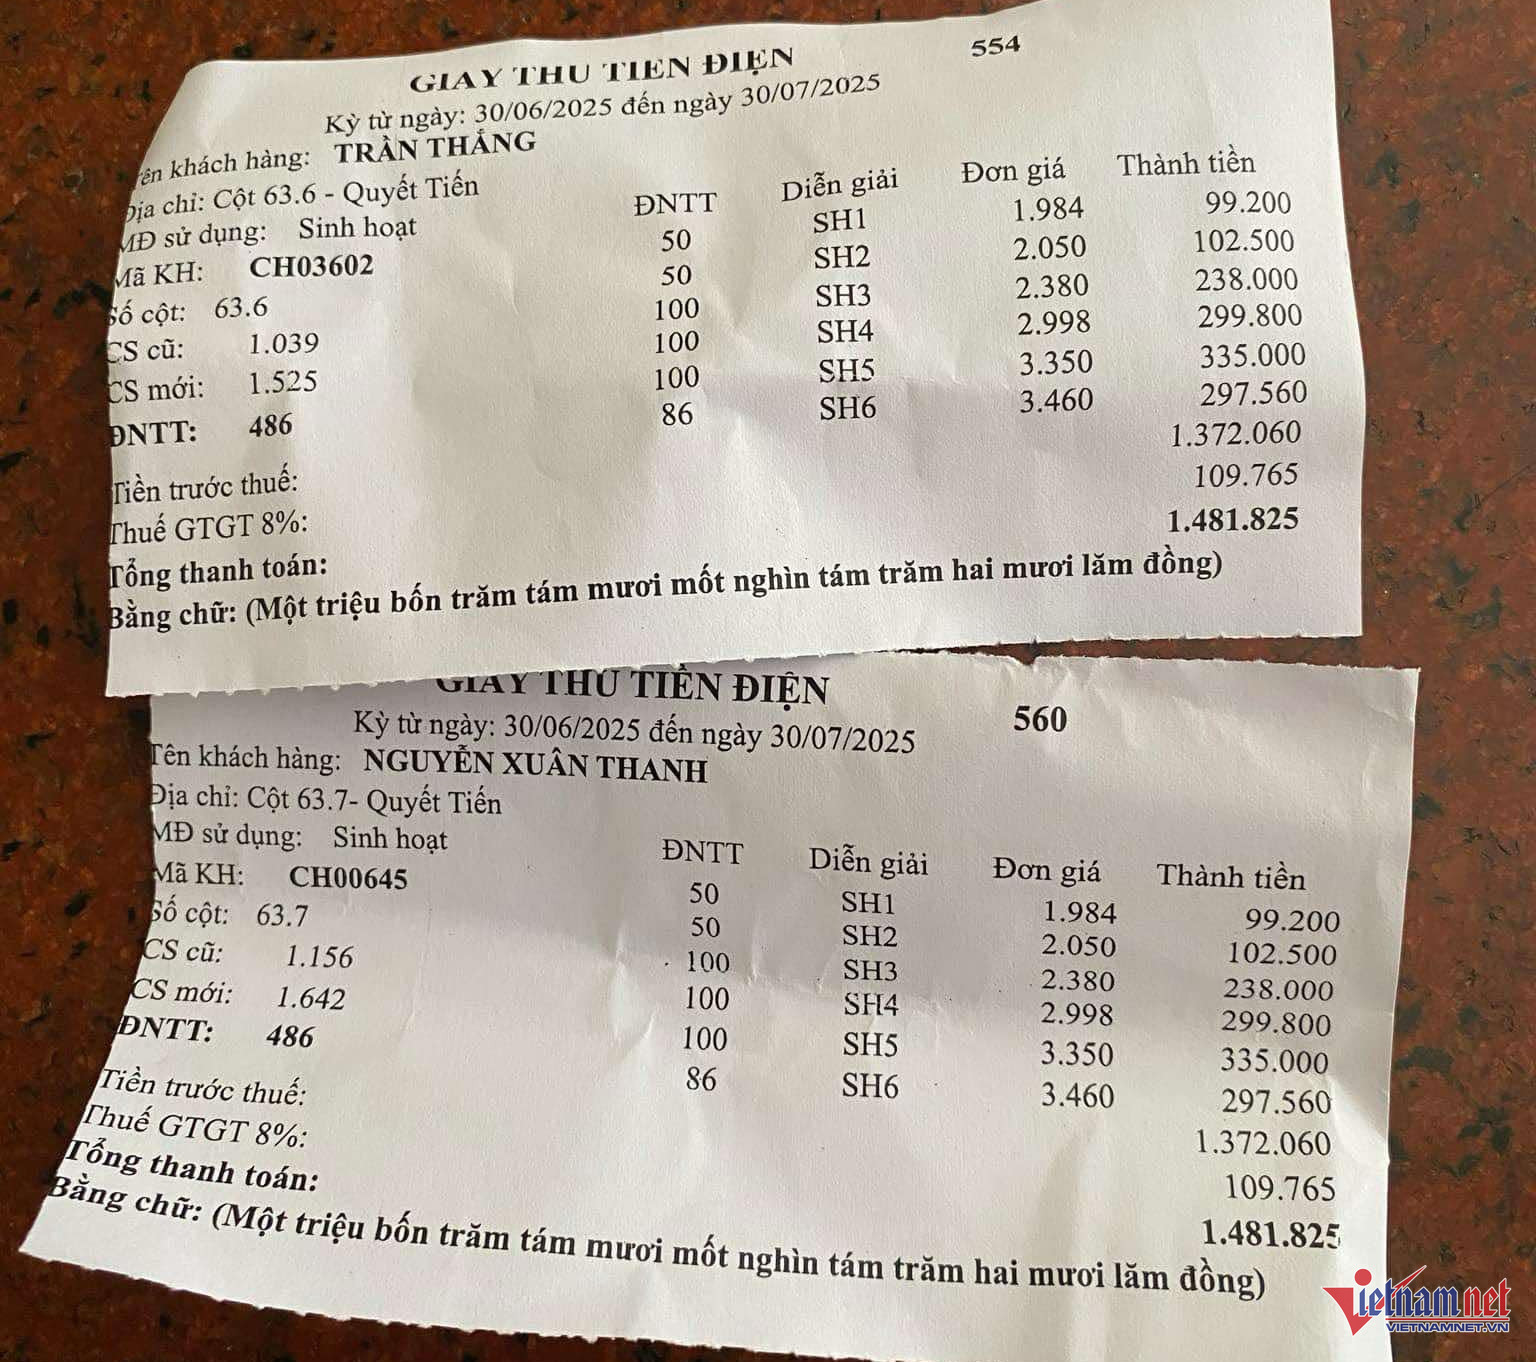 GIẤY THU TIỀN ĐIỆN 554
Kỳ từ ngày: 30/06/2025 đến ngày 30/07/2025
Tên khách hàng: TRẦN THẮNG
Địa chỉ: Cột 63.6 - Quyết Tiến
MĐ sử dụng: Sinh hoạt ĐNTT Diễn giải Đơn giá Thành tiền
Mã KH: CH03602 50 SH1 1.984 99.200
Số cột: 63.6 50 SH2 2.050 102.500
CS cũ: 1.039 100 SH3 2.380 238.000
CS mới: 1.525 100 SH4 2.998 299.800
ĐNTT: 486 100 SH5 3.350 335.000
86 SH6 3.460 297.560
Tiền trước thuế: 1.372.060
Thuế GTGT 8%: 109.765
Tổng thanh toán: 1.481.825
Bằng chữ: (Một triệu bốn trăm tám mươi mốt nghìn tám trăm hai mươi lăm đồng)
GIẤY THU TIỀN ĐIỆN 560
Kỳ từ ngày: 30/06/2025 đến ngày 30/07/2025
Tên khách hàng: NGUYỄN XUÂN THANH
Địa chỉ: Cột 63.7- Quyết Tiến
MĐ sử dụng: Sinh hoạt ĐNTT Diễn giải Đơn giá Thành tiền
Mã KH: CH00645 50 SH1 1.984 99.200
Số cột: 63.7 50 SH2 2.050 102.500
CS cũ: 1.156 100 SH3 2.380 238.000
CS mới: 1.642 100 SH4 2.998 299.800
ĐNTT: 486 100 SH5 3.350 335.000
86 SH6 3.460 297.560
Tiền trước thuế: 1.372.060
Thuế GTGT 8%: 109.765
Tổng thanh toán: 1.481.825
Bằng chữ: (Một triệu bốn trăm tám mươi mốt nghìn tám trăm hai mươi lăm đồng)
Vietnamnet
VIETNAMNET.VN